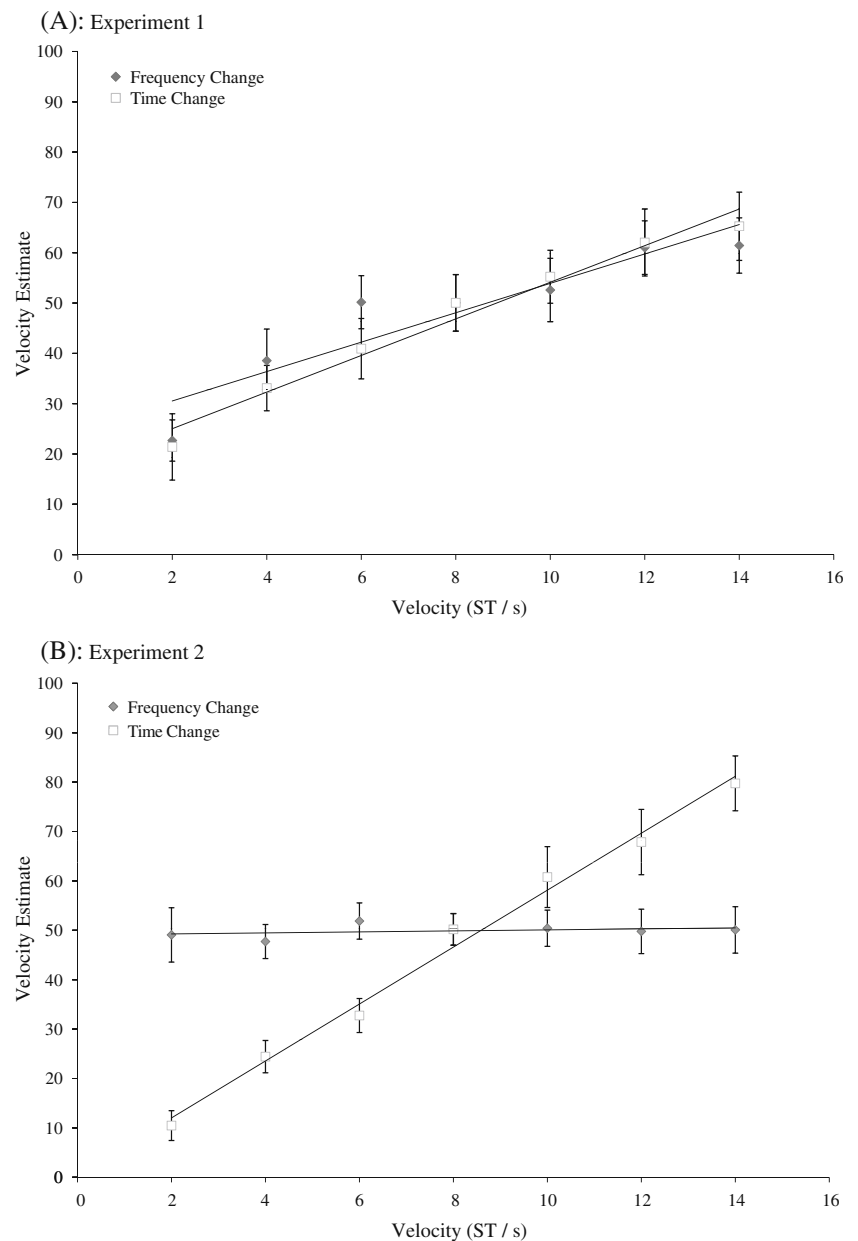 (A): Experiment 1
100
90
80
70
60
50
40
30
20
10
0
Frequency Change
Time Change
Velocity Estimate
0 2 4 6 8 10 12 14 16
Velocity (ST / s)
(B): Experiment 2
100
90
80
70
60
50
40
30
20
10
0
Frequency Change
Time Change
Velocity Estimate
0 2 4 6 8 10 12 14 16
Velocity (ST / s)